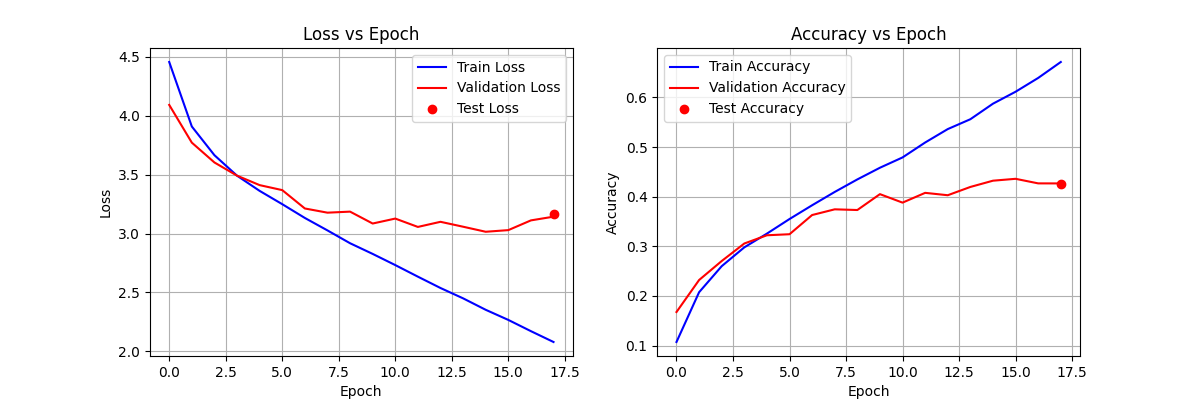 Loss vs Epoch
4.5
4.0
3.5
3.0
2.5
2.0
Loss
Train Loss
Validation Loss
Test Loss
0.0 2.5 5.0 7.5 10.0 12.5 15.0 17.5
Epoch
Accuracy vs Epoch
0.6
0.5
0.4
0.3
0.2
0.1
Accuracy
Train Accuracy
Validation Accuracy
Test Accuracy
0.0 2.5 5.0 7.5 10.0 12.5 15.0 17.5
Epoch